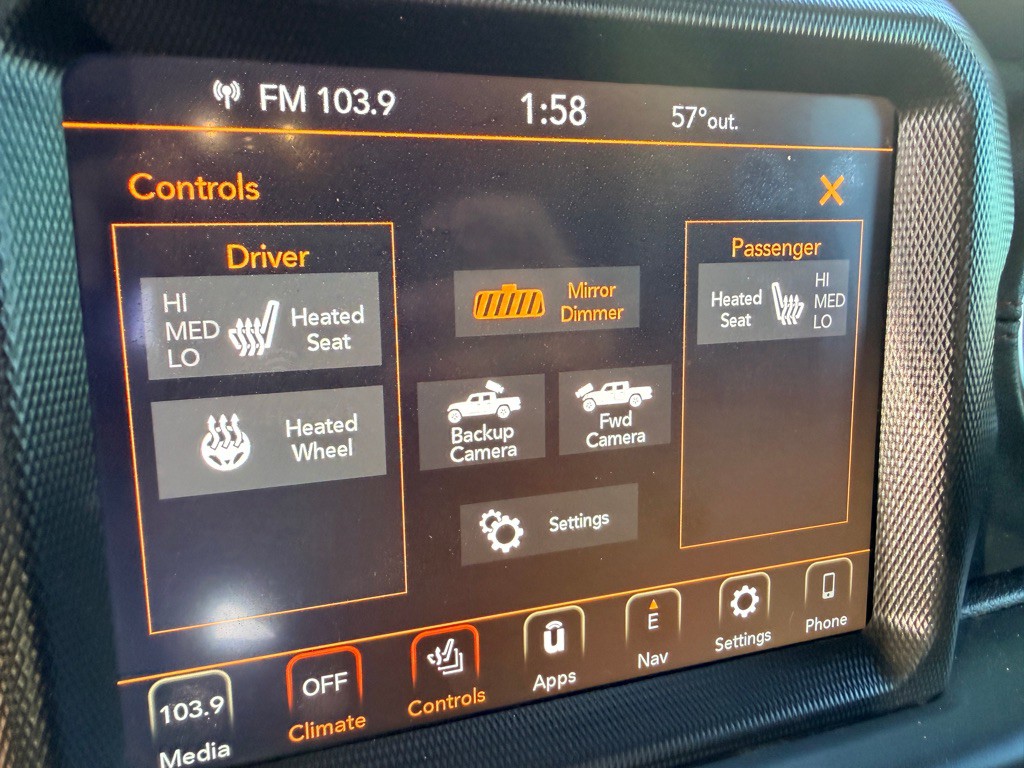 FM 103.9
1:58
57°out.
Controls
X
Driver
HI
MED
LO
Heated
Seat
Heated
Wheel
Mirror
Dimmer
Backup
Camera
Fwd
Camera
Settings
Passenger
Heated
Seat
HI
MED
LO
103.9
Media
OFF
Climate
Controls
Apps
E
Nav
Settings
Phone